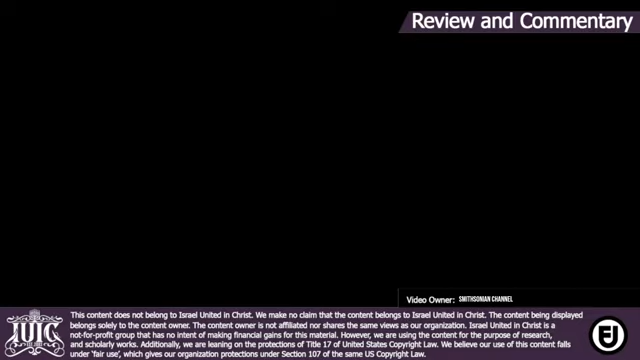 Review and Commentary
Video Owner: SMITHSONIAN CHANNEL
This content does not belong to Israel United in Christ. We make no claim that the content belongs to Israel United in Christ. The content being displayed
belongs solely to the content owner. The content owner is not affiliated nor shares the same views as our organization. Israel United in Christ is a
not-for-profit group that has no intent of making financial gains for this material. However, we are using the content for the purpose of research,
and scholarly works. Additionally, we are leaning on the protections of Title 17 of United States Copyright Law. We believe our use of this content falls
under 'fair use', which gives our organization protections under Section 107 of the same US Copyright Law.
IUIC